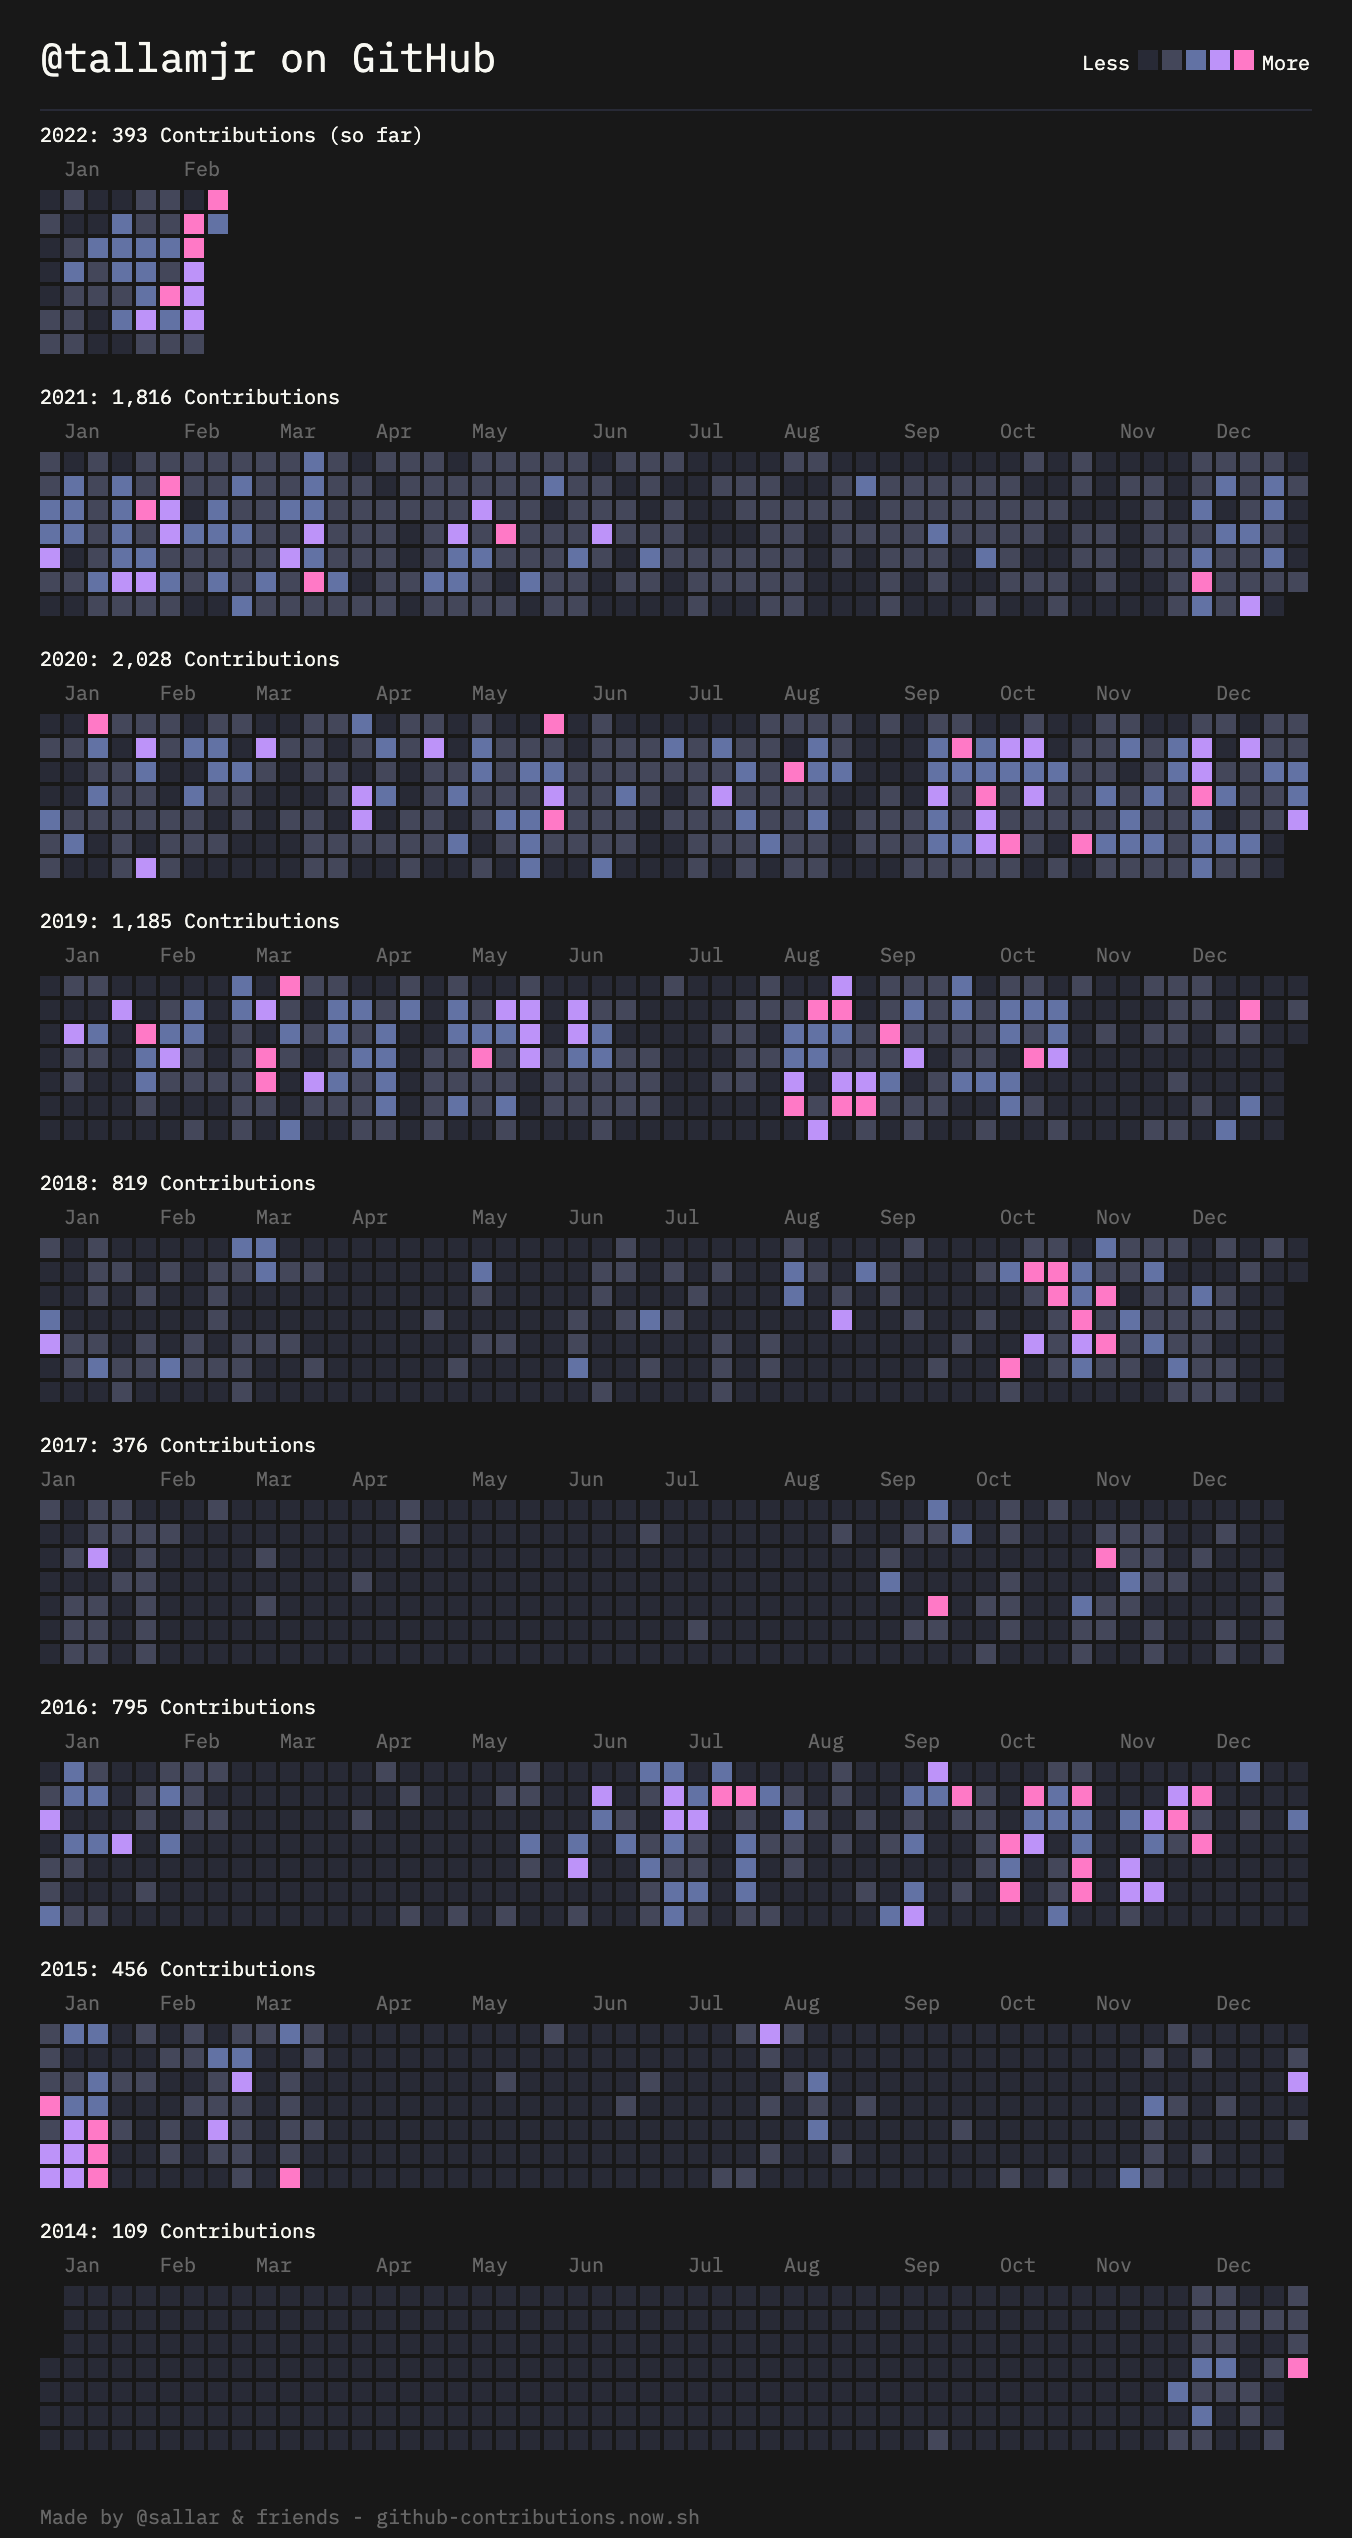 @tallamjr on GitHub
Less More
2022: 393 Contributions (so far)
Jan Feb
2021: 1,816 Contributions
Jan Feb Mar Apr May Jun Jul Aug Sep Oct Nov Dec
2020: 2,028 Contributions
Jan Feb Mar Apr May Jun Jul Aug Sep Oct Nov Dec
2019: 1,185 Contributions
Jan Feb Mar Apr May Jun Jul Aug Sep Oct Nov Dec
2018: 819 Contributions
Jan Feb Mar Apr May Jun Jul Aug Sep Oct Nov Dec
2017: 376 Contributions
Jan Feb Mar Apr May Jun Jul Aug Sep Oct Nov Dec
2016: 795 Contributions
Jan Feb Mar Apr May Jun Jul Aug Sep Oct Nov Dec
2015: 456 Contributions
Jan Feb Mar Apr May Jun Jul Aug Sep Oct Nov Dec
2014: 109 Contributions
Jan Feb Mar Apr May Jun Jul Aug Sep Oct Nov Dec
Made by @sallar & friends - github-contributions.now.sh